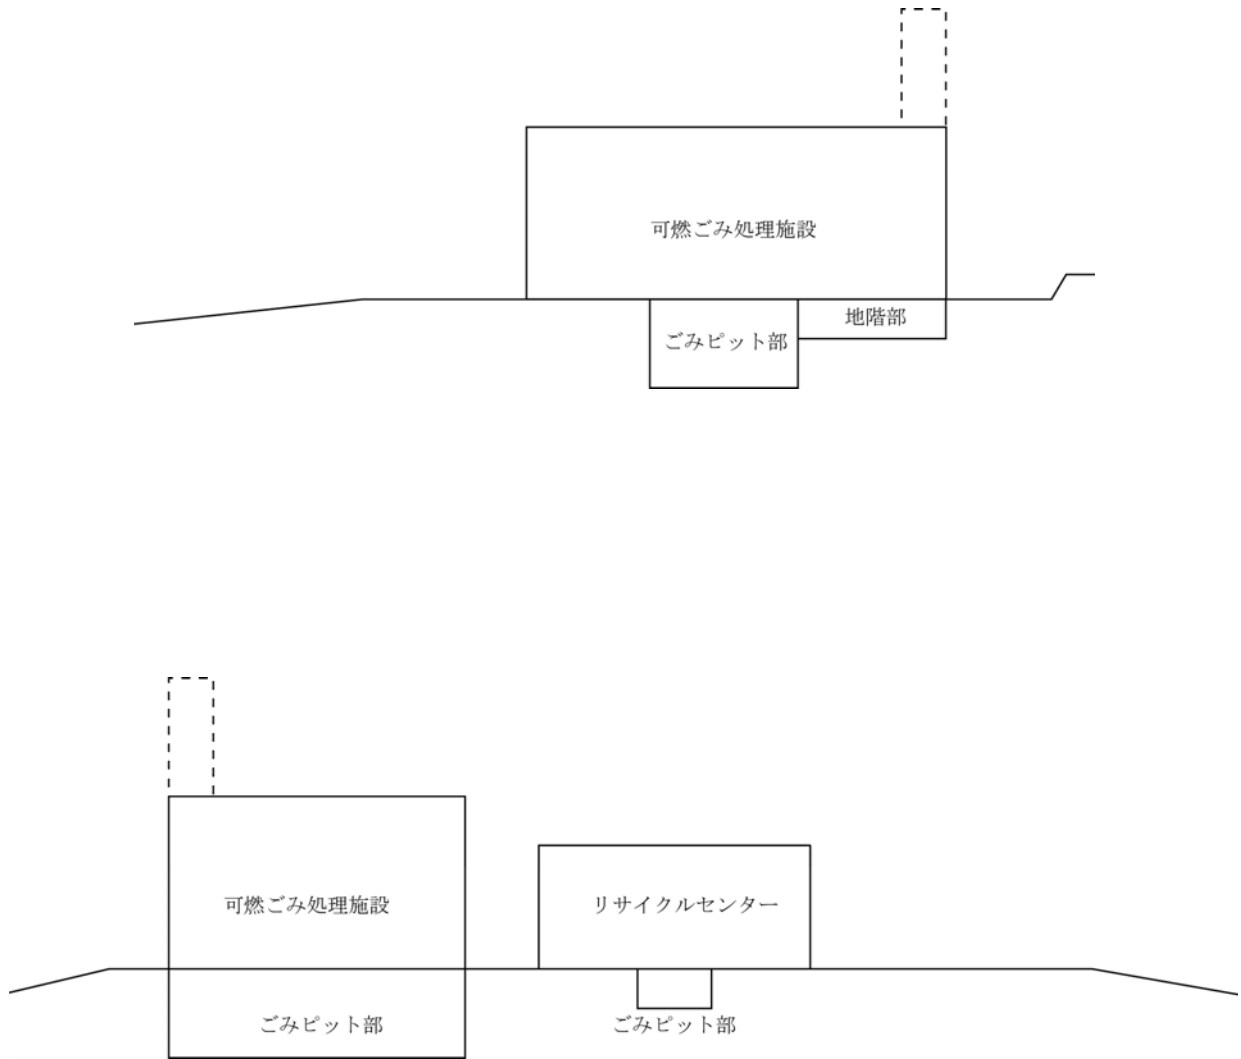 可燃ごみ処理施設
地階部
ごみピット部
可燃ごみ処理施設
リサイクルセンター
ごみピット部
ごみピット部